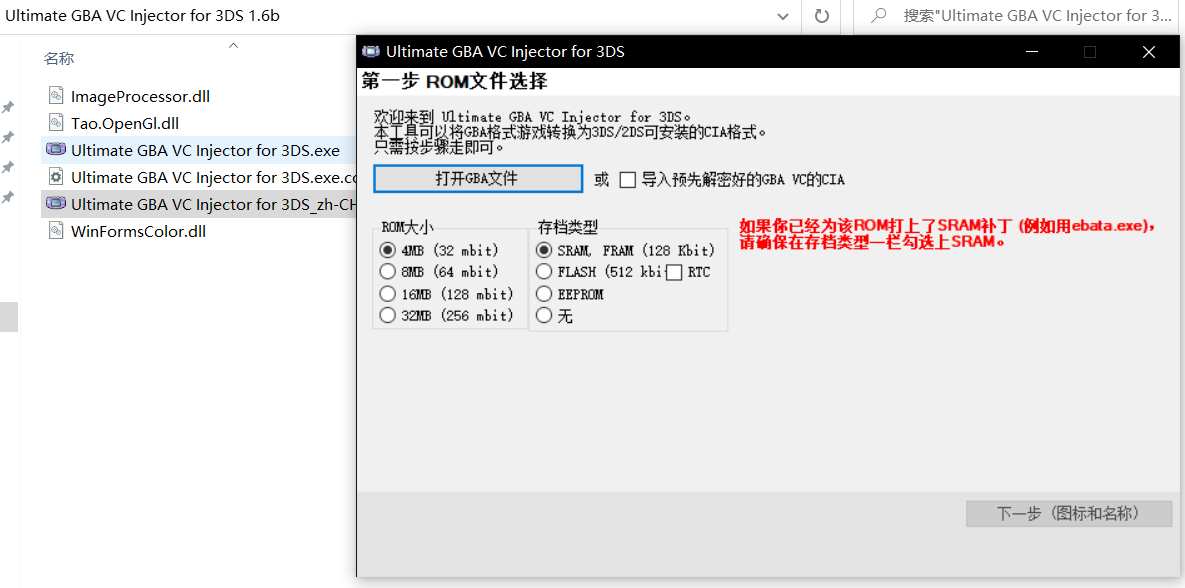 Ultimate GBA VC Injector for 3DS 1.6b
搜索"Ultimate GBA VC Injector for 3...
名称
ImageProcessor.dll
Tao.OpenGl.dll
Ultimate GBA VC Injector for 3DS.exe
Ultimate GBA VC Injector for 3DS.exe.co
Ultimate GBA VC Injector for 3DS_zh-CH
WinFormsColor.dll
Ultimate GBA VC Injector for 3DS
第一步 ROM文件选择
欢迎来到 Ultimate GBA VC Injector for 3DS。
本工具可以将GBA格式游戏转换为3DS/2DS可安装的CIA格式。
只需按步骤走即可。
打开GBA文件 或 导入预先解密好的GBA VC的CIA
ROM大小
4MB (32 mbit)
8MB (64 mbit)
16MB (128 mbit)
32MB (256 mbit)
存档类型
SRAM, FRAM (128 Kbit)
FLASH (512 kbi RTC
EEPROM
无
如果你已经为该ROM打上了SRAM补丁 (例如用ebata.exe)，
请确保在存档类型一栏勾选上SRAM。
下一步（图标和名称）